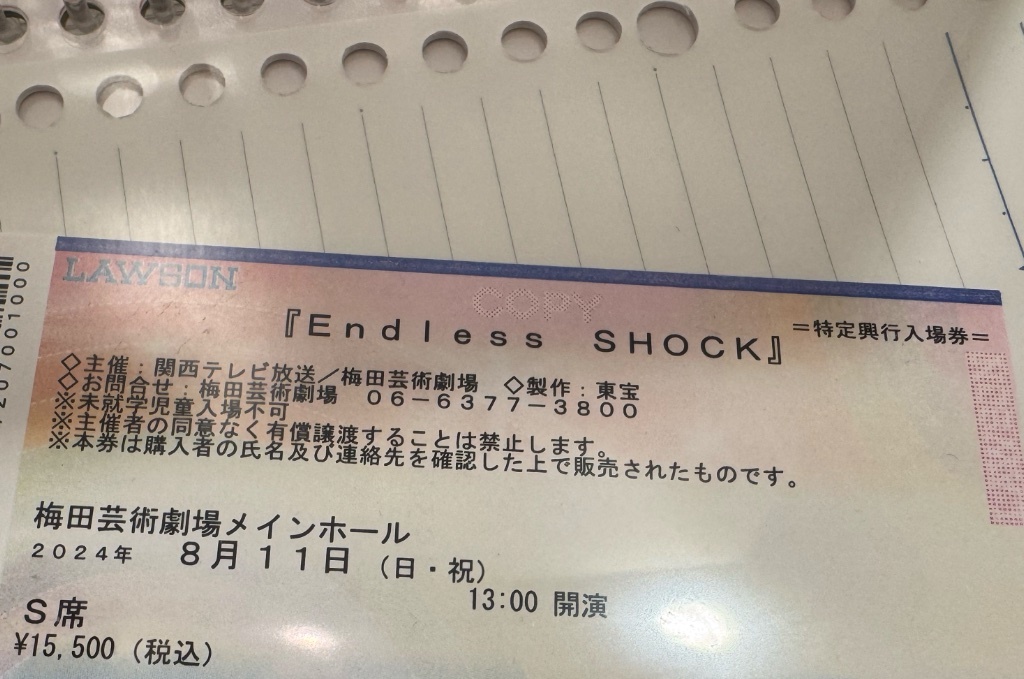 LAWSON
COPY
『Endless SHOCK』
=特定興行入場券=
◇主催:関西テレビ放送/梅田芸術劇場 ◇製作:東宝
◇お問合せ:梅田芸術劇場 06-6377-3800
※未就学児童入場不可
※主催者の同意なく有償譲渡することは禁止します。
※本券は購入者の氏名及び連絡先を確認した上で販売されたものです。
梅田芸術劇場メインホール
2024年 8月11日 (日・祝)
13:00 開演
S席
¥15,500(税込)